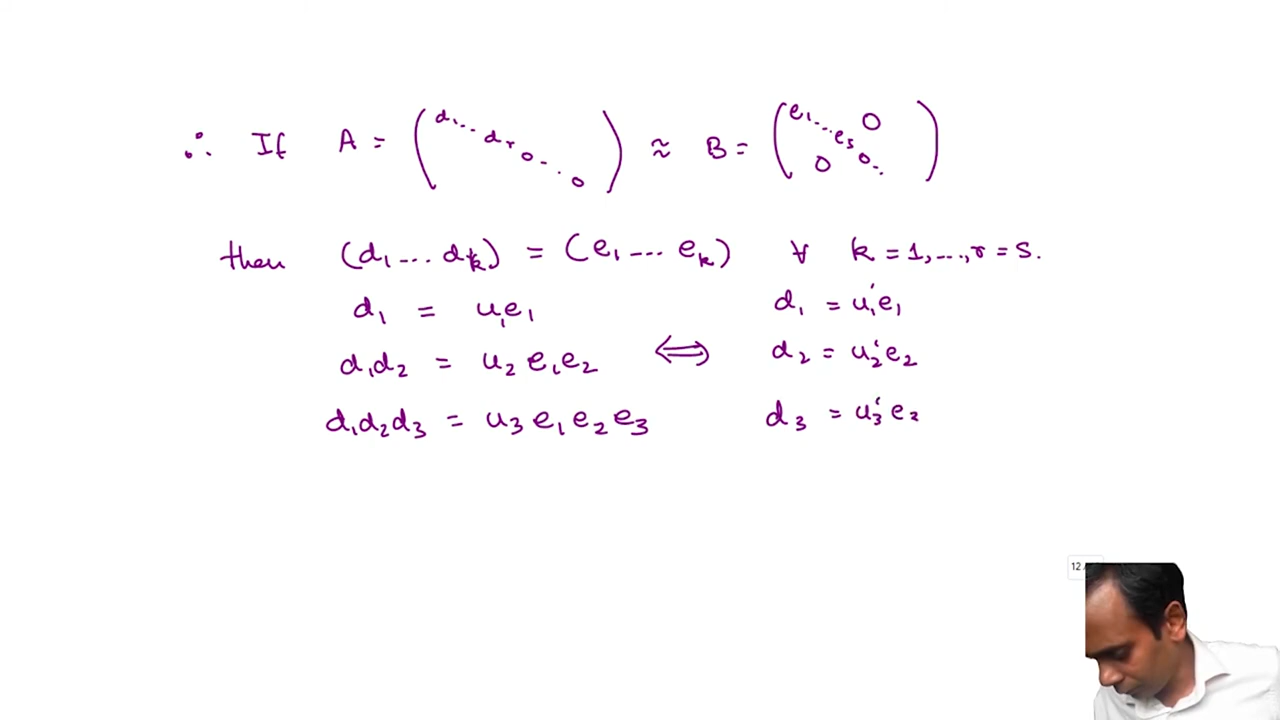 ∴ If A = (d₁ ... dᵣ 0 ... 0) ≈ B = (e₁ ... eₛ 0 0 0 ..)
then (d₁ ... dₖ) = (e₁ ... eₖ) ∀ k = 1, ..., r = s.
d₁ = u₁e₁ d₁ = u₁'e₁
d₁d₂ = u₂ e₁e₂ ⟺ d₂ = u₂'e₂
d₁d₂d₃ = u₃ e₁e₂e₃ d₃ = u₃'e₃